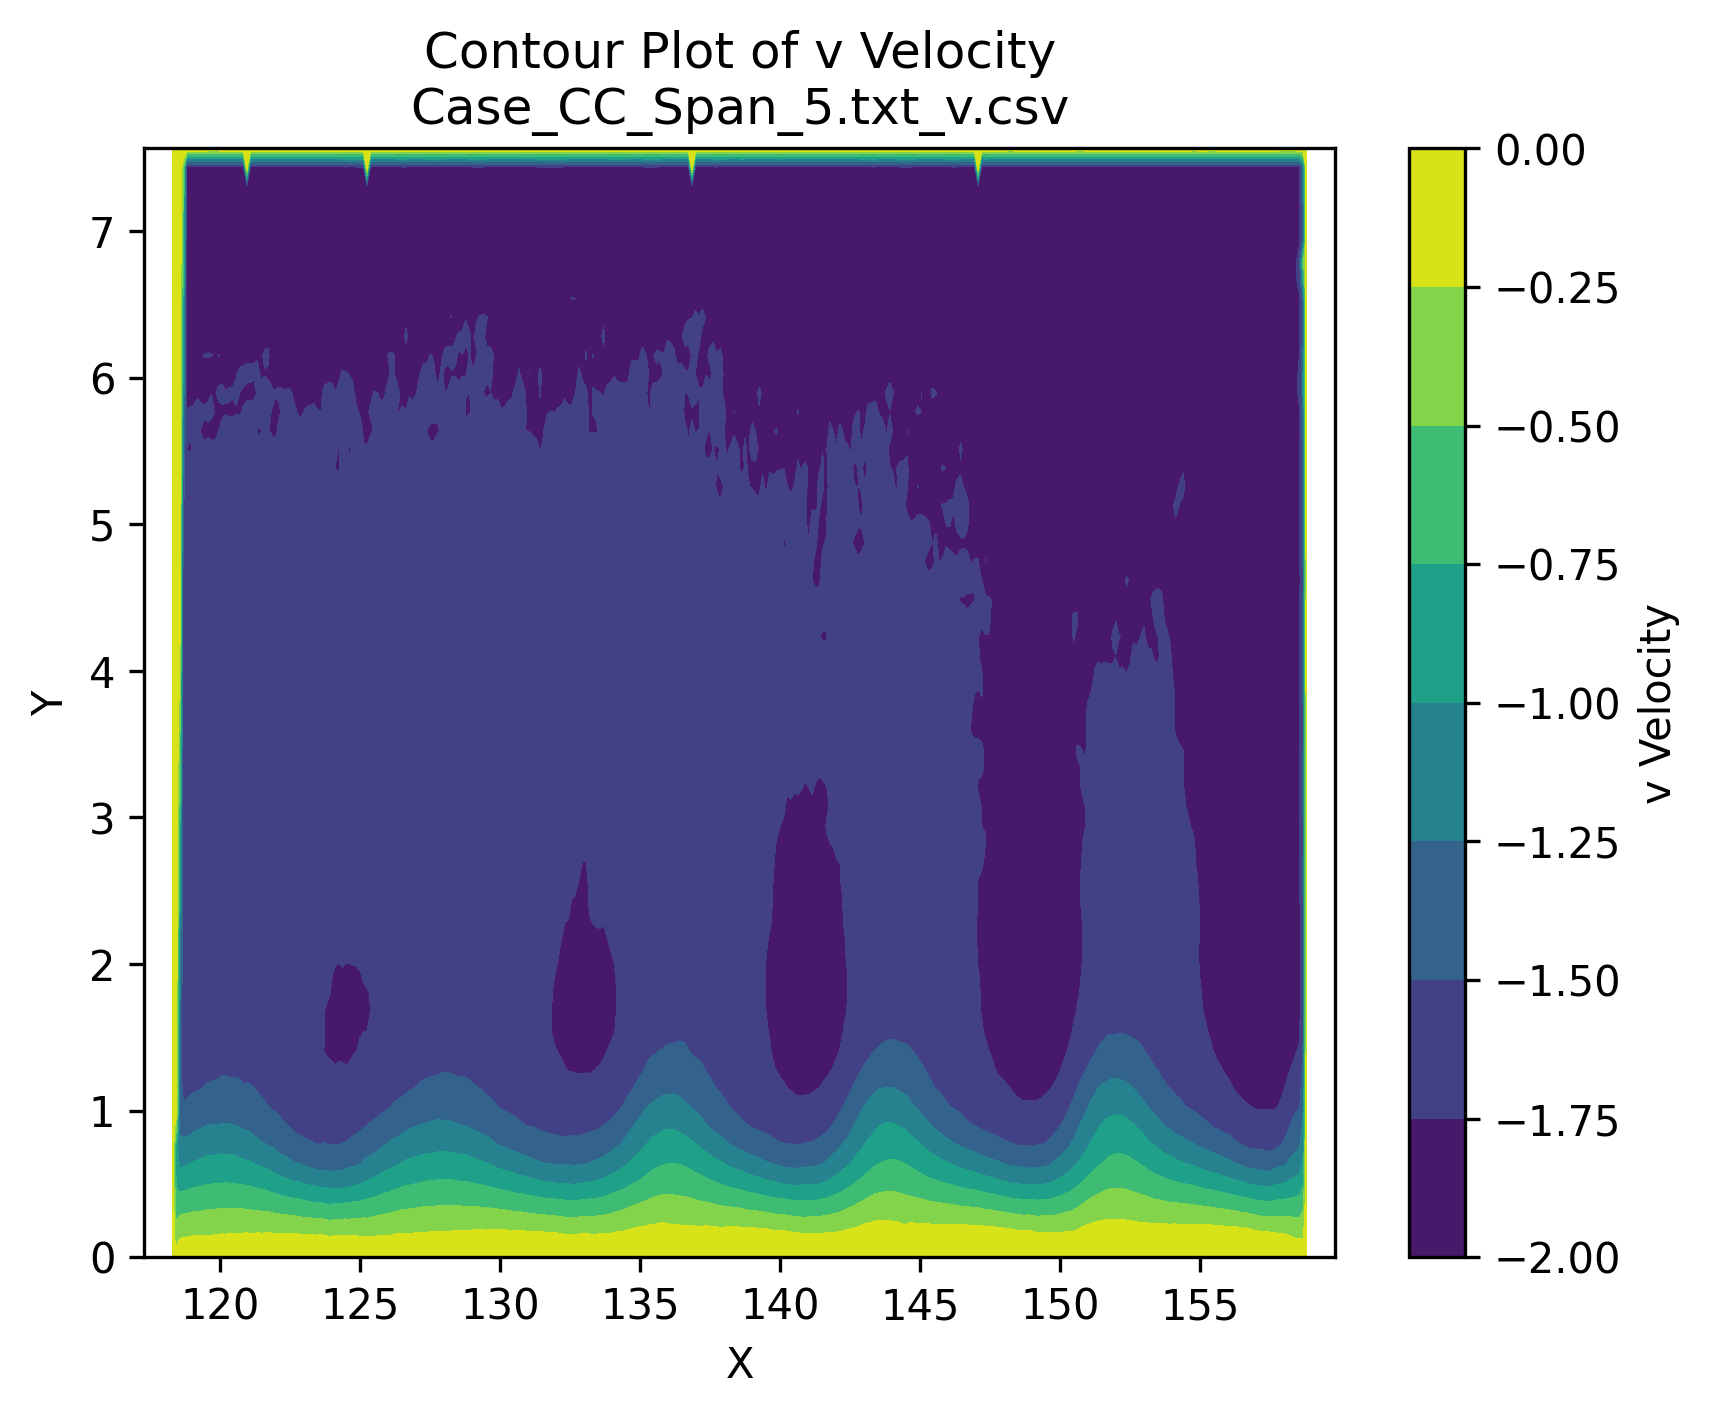 Contour Plot of v Velocity
Case_CC_Span_5.txt_v.csv
7
6
5
4
3
2
1
0
Y
120 125 130 135 140 145 150 155
X
0.00
−0.25
−0.50
−0.75
−1.00
−1.25
−1.50
−1.75
−2.00
v Velocity